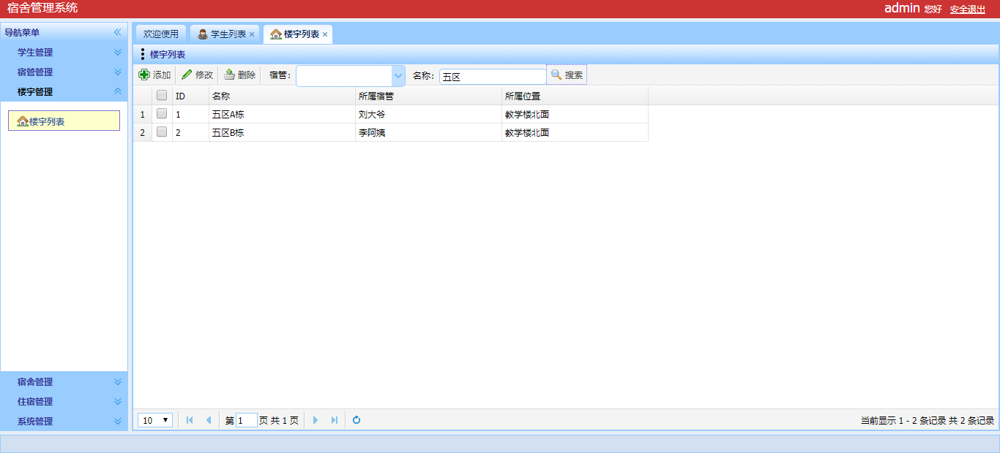 宿舍管理系统
admin 您好 安全退出
导航菜单
学生管理
宿管管理
楼宇管理
楼宇列表
宿舍管理
住宿管理
系统管理
欢迎使用 学生列表 楼宇列表
楼宇列表
添加 修改 删除 宿管: 名称: 五区 搜索
ID 名称 所属宿管 所属位置
1 1 五区A栋 刘大爷 教学楼北面
2 2 五区B栋 李阿姨 教学楼北面
10 第 1 页 共 1 页 当前显示 1 - 2 条记录 共 2 条记录